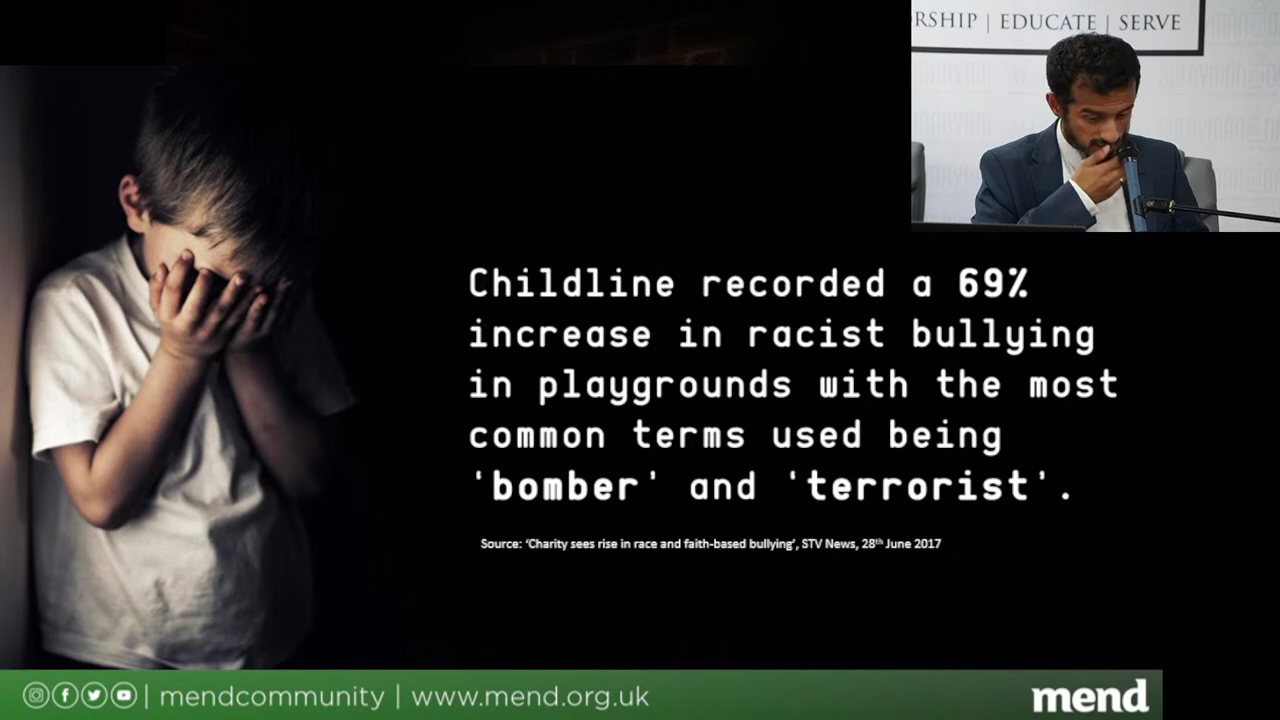 RSHIP | EDUCATE | SERVE
Childline recorded a 69%
increase in racist bullying
in playgrounds with the most
common terms used being
'bomber' and 'terrorist'.
Source: 'Charity sees rise in race and faith-based bullying', STV News, 28th June 2017
| mendcommunity | www.mend.org.uk
mend